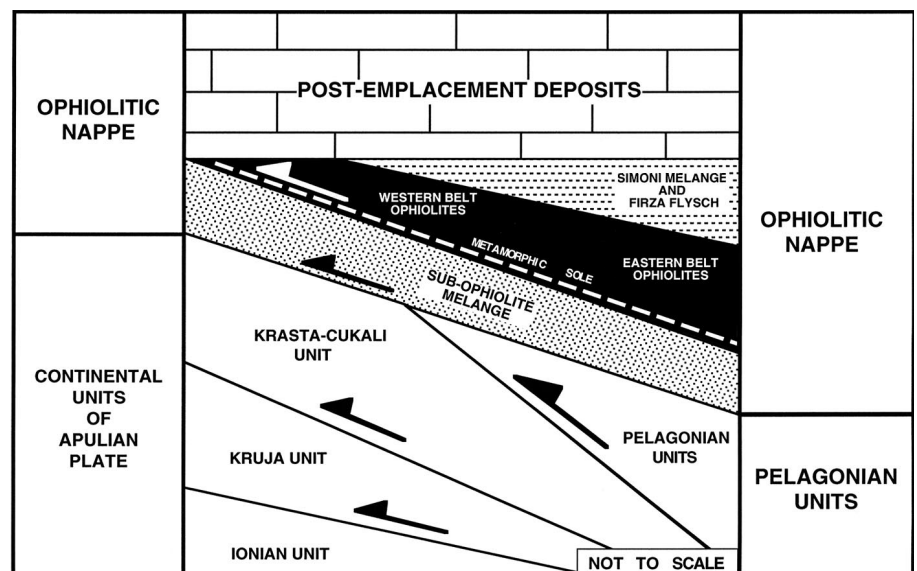 POST-EMPLACEMENT DEPOSITS
OPHIOLITIC
NAPPE
SIMONI MELANGE
AND
FIRZA FLYSCH
WESTERN BELT
OPHIOLITES
OPHIOLITIC
NAPPE
METAMORPHIC SOLE
EASTERN BELT
OPHIOLITES
SUB-OPHIOLITE
MELANGE
KRASTA-CUKALI
UNIT
CONTINENTAL
UNITS
OF
APULIAN
PLATE
PELAGONIAN
UNITS
KRUJA UNIT
PELAGONIAN
UNITS
IONIAN UNIT
NOT TO SCALE